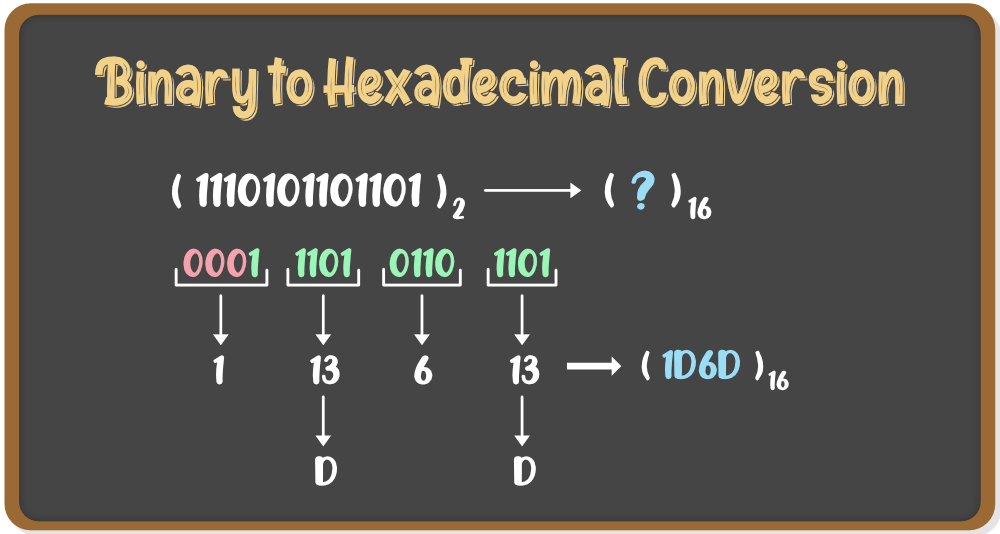 Binary to Hexadecimal Conversion
( 1110101101101 )₂ → ( ? )₁₆
0001 1101 0110 1101
1 13 6 13 → ( 1D6D )₁₆
D D